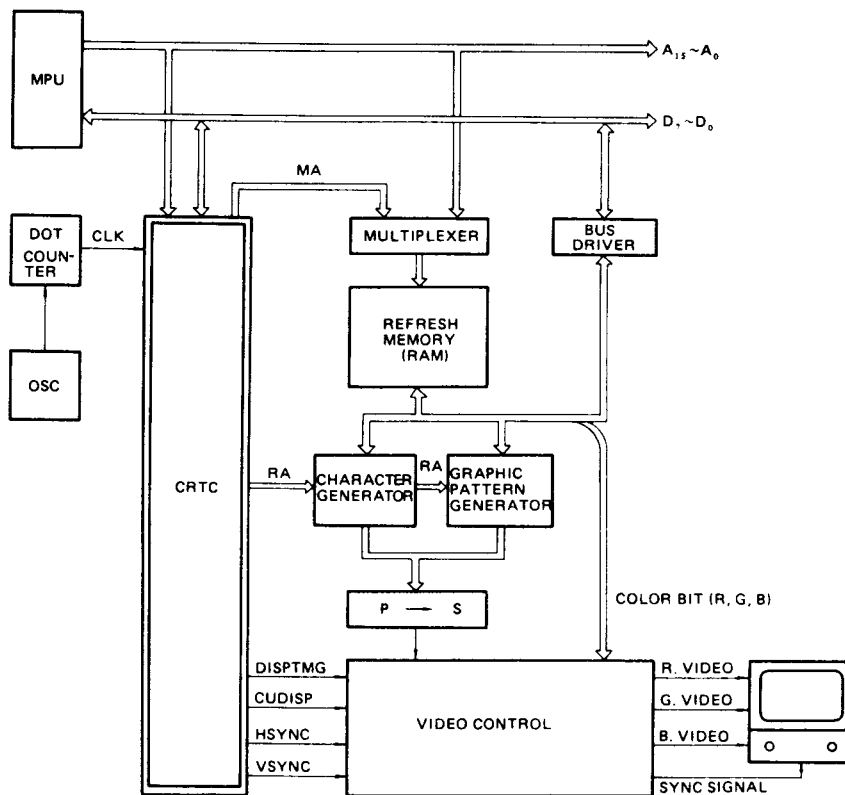 MPU
A₁₅~A₀
D₇~D₀
MA
DOT
COUN-
TER
CLK
MULTIPLEXER
BUS
DRIVER
REFRESH
MEMORY
(RAM)
OSC
CRTC
RA
CHARACTER
GENERATOR
RA
GRAPHIC
PATTERN
GENERATOR
P → S
COLOR BIT (R, G, B)
DISPTMG
CUDISP
HSYNC
VSYNC
VIDEO CONTROL
R. VIDEO
G. VIDEO
B. VIDEO
SYNC SIGNAL